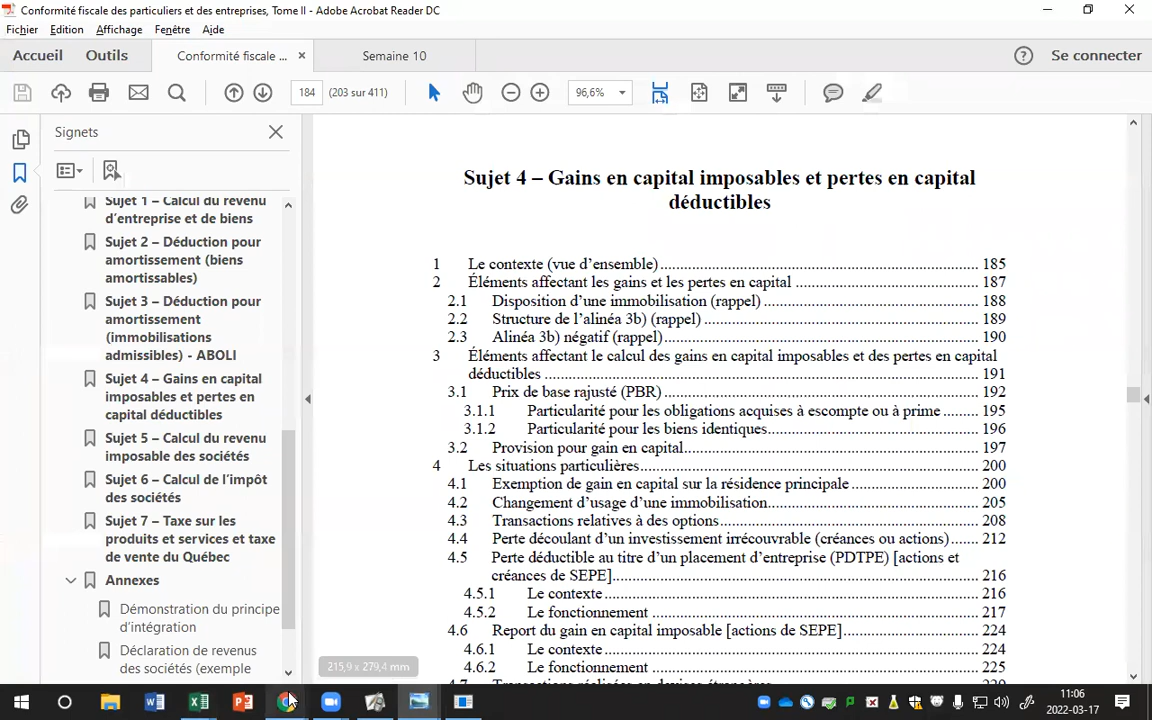 Conformité fiscale des particuliers et des entreprises, Tome II - Adobe Acrobat Reader DC
Fichier Edition Affichage Fenêtre Aide
Accueil Outils Conformité fiscale ... × Semaine 10 ? Se connecter
184 (203 sur 411) 96,6%
Signets
Sujet 1 – Calcul du revenu
d'entreprise et de biens
Sujet 2 – Déduction pour
amortissement (biens
amortissables)
Sujet 3 – Déduction pour
amortissement
(immobilisations
admissibles) - ABOLI
Sujet 4 – Gains en capital
imposables et pertes en
capital déductibles
Sujet 5 – Calcul du revenu
imposable des sociétés
Sujet 6 – Calcul de l'impôt
des sociétés
Sujet 7 – Taxe sur les
produits et services et taxe
de vente du Québec
Annexes
Démonstration du principe
d'intégration
Déclaration de revenus
des sociétés (exemple
Sujet 4 – Gains en capital imposables et pertes en capital
déductibles
1 Le contexte (vue d'ensemble) 185
2 Éléments affectant les gains et les pertes en capital 187
2.1 Disposition d'une immobilisation (rappel) 188
2.2 Structure de l'alinéa 3b) (rappel) 189
2.3 Alinéa 3b) négatif (rappel) 190
3 Éléments affectant le calcul des gains en capital imposables et des pertes en capital
déductibles 191
3.1 Prix de base rajusté (PBR) 192
3.1.1 Particularité pour les obligations acquises à escompte ou à prime 195
3.1.2 Particularité pour les biens identiques 196
3.2 Provision pour gain en capital 197
4 Les situations particulières 200
4.1 Exemption de gain en capital sur la résidence principale 200
4.2 Changement d'usage d'une immobilisation 205
4.3 Transactions relatives à des options 208
4.4 Perte découlant d'un investissement irrécouvrable (créances ou actions) 212
4.5 Perte déductible au titre d'un placement d'entreprise (PDTPE) [actions et
créances de SEPE] 216
4.5.1 Le contexte 216
4.5.2 Le fonctionnement 217
4.6 Report du gain en capital imposable [actions de SEPE] 224
4.6.1 Le contexte 224
4.6.2 Le fonctionnement 225
4.7 Transactions réalisées en devises étrangères
215,9 x 279,4 mm
11:06
2022-03-17